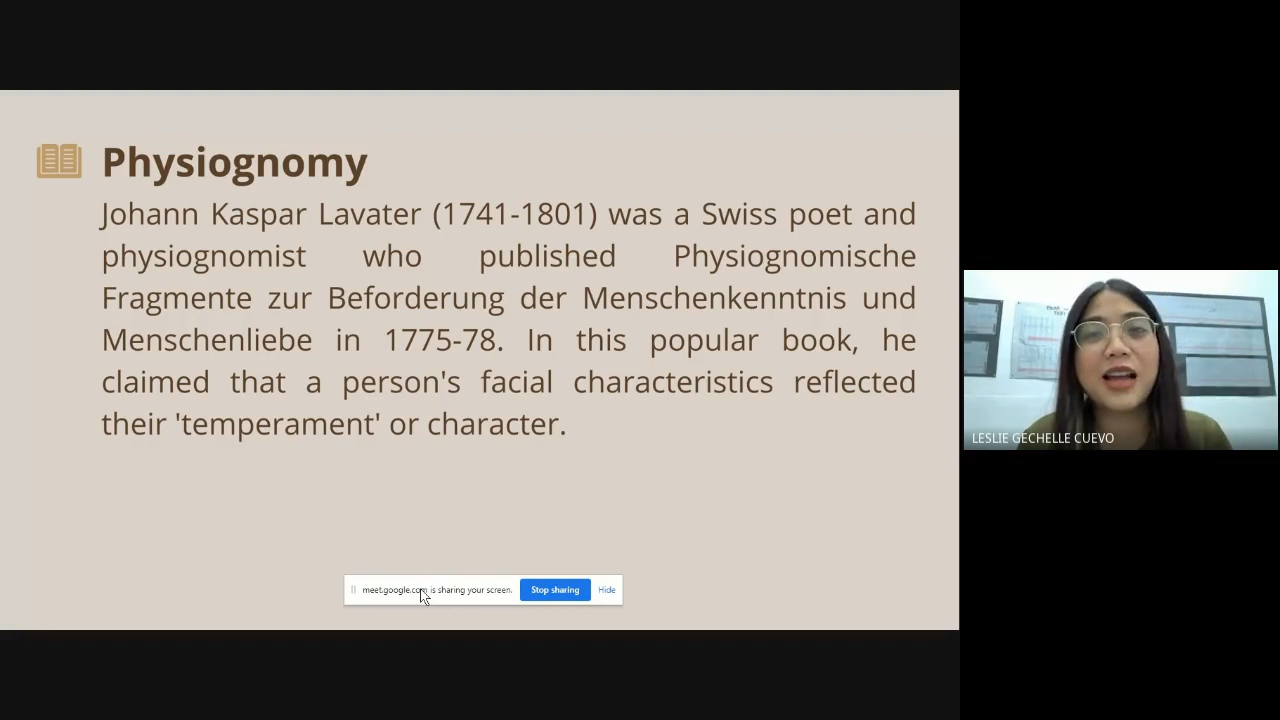 Physiognomy
Johann Kaspar Lavater (1741-1801) was a Swiss poet and
physiognomist who published Physiognomische
Fragmente zur Beforderung der Menschenkenntnis und
Menschenliebe in 1775-78. In this popular book, he
claimed that a person's facial characteristics reflected
their 'temperament' or character.
meet.google.com is sharing your screen.
Stop sharing
Hide
LESLIE GECHELLE CUEVO